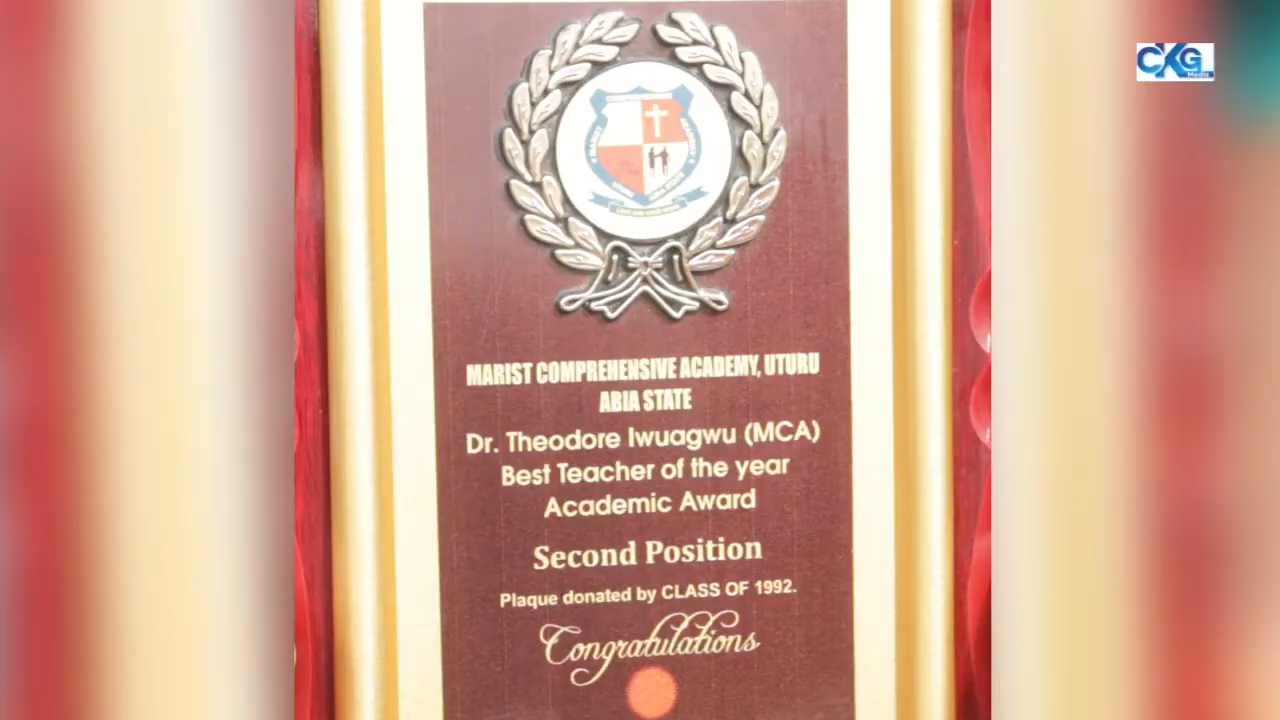 CKG
Media
MARIST COMPREHENSIVE ACADEMY, UTURU
ABIA STATE
Dr. Theodore Iwuagwu (MCA)
Best Teacher of the year
Academic Award
Second Position
Plaque donated by CLASS OF 1992.
Congratulations